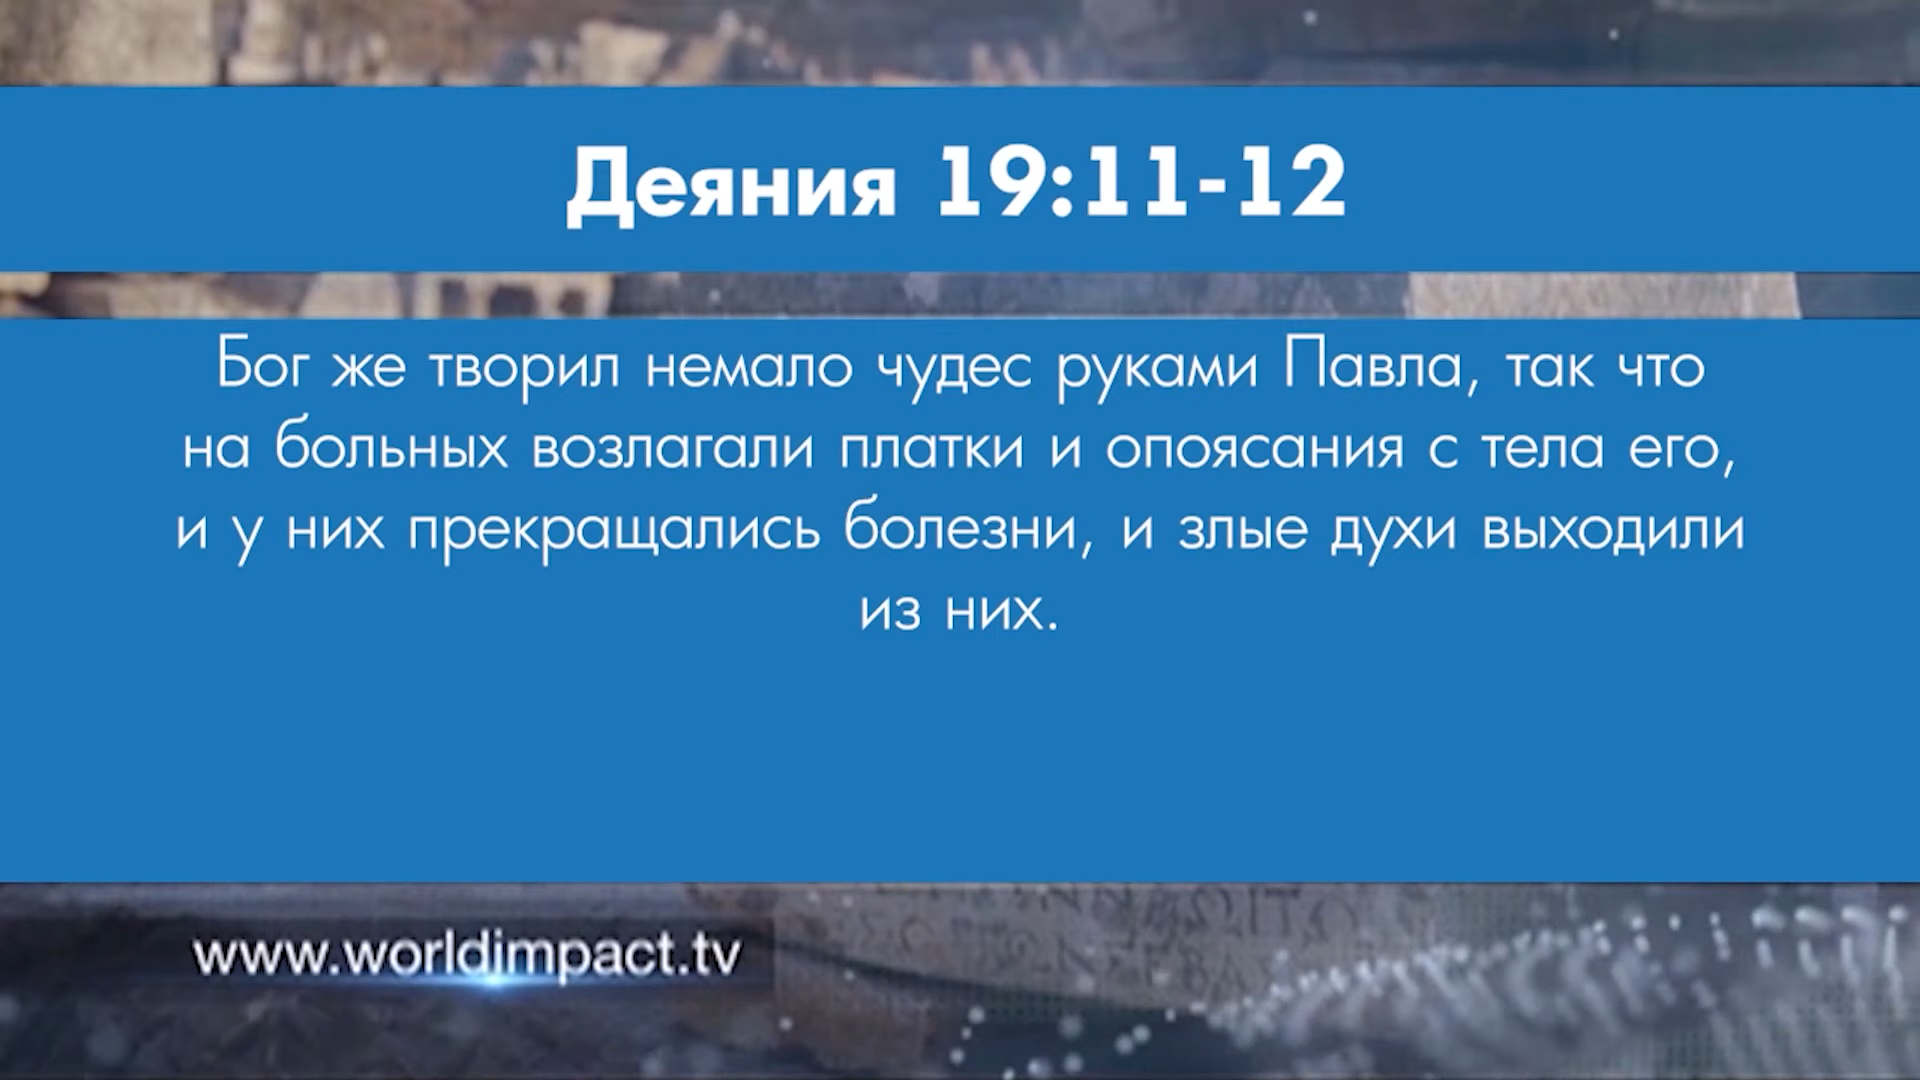 Деяния 19:11-12
Бог же творил немало чудес руками Павла, так что
на больных возлагали платки и опоясания с тела его,
и у них прекращались болезни, и злые духи выходили
из них.
www.worldimpact.tv